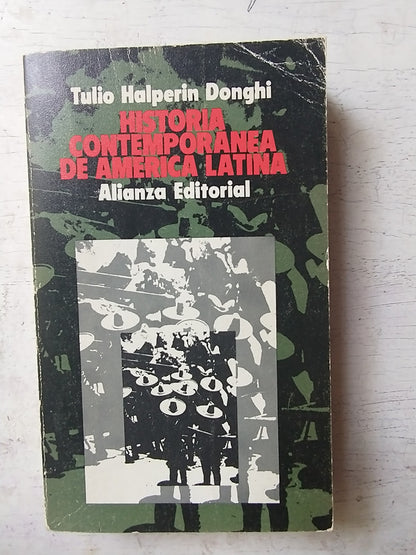 Tulio Halperin Donghi
HISTORIA
CONTEMPORANEA
DE AMERICA LATINA
Alianza Editorial